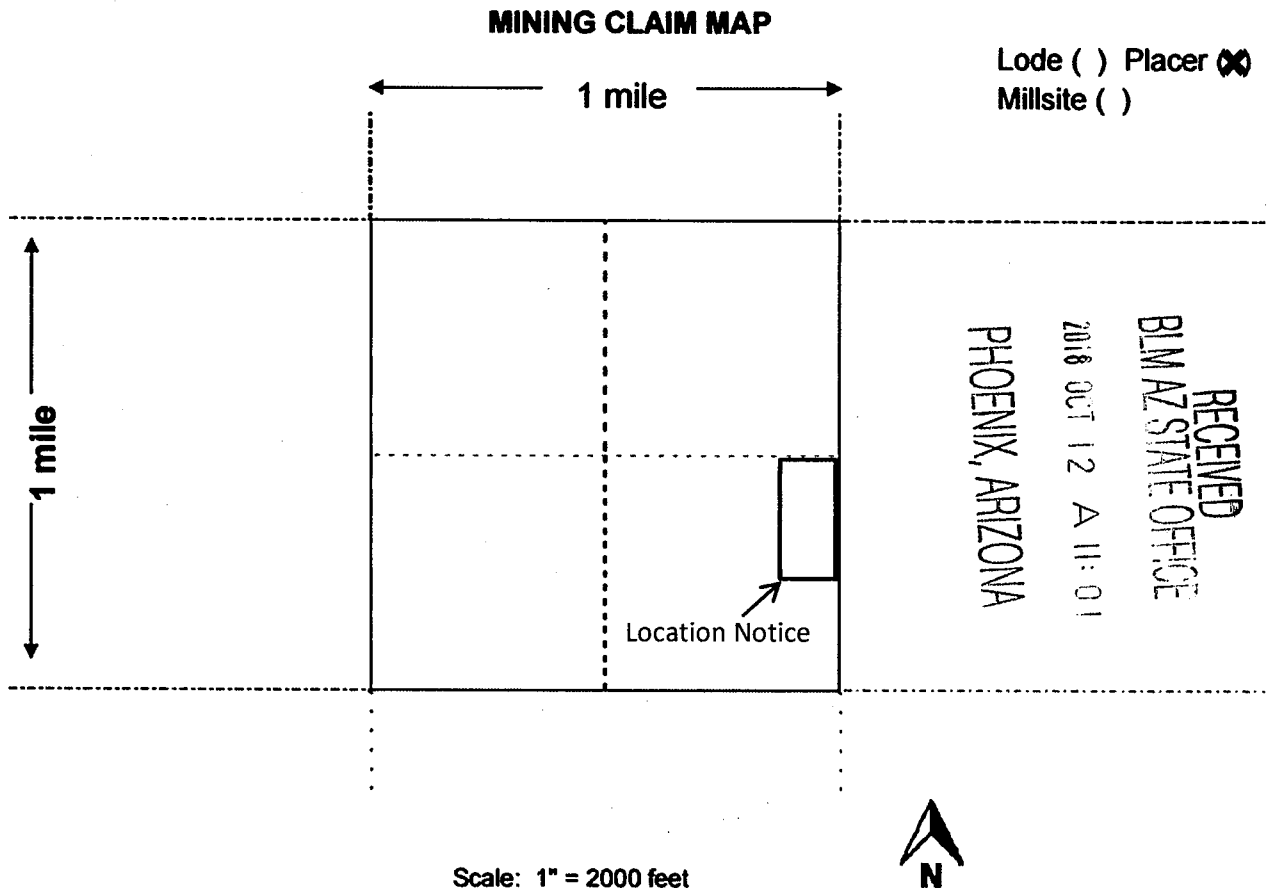 MINING CLAIM MAP
Lode ( ) Placer (X)
Millsite ( )
1 mile
1 mile
RECEIVED
BLM AZ STATE OFFICE
2018 OCT 12 A 11: 01
PHOENIX, ARIZONA
Location Notice
Scale: 1" = 2000 feet
N